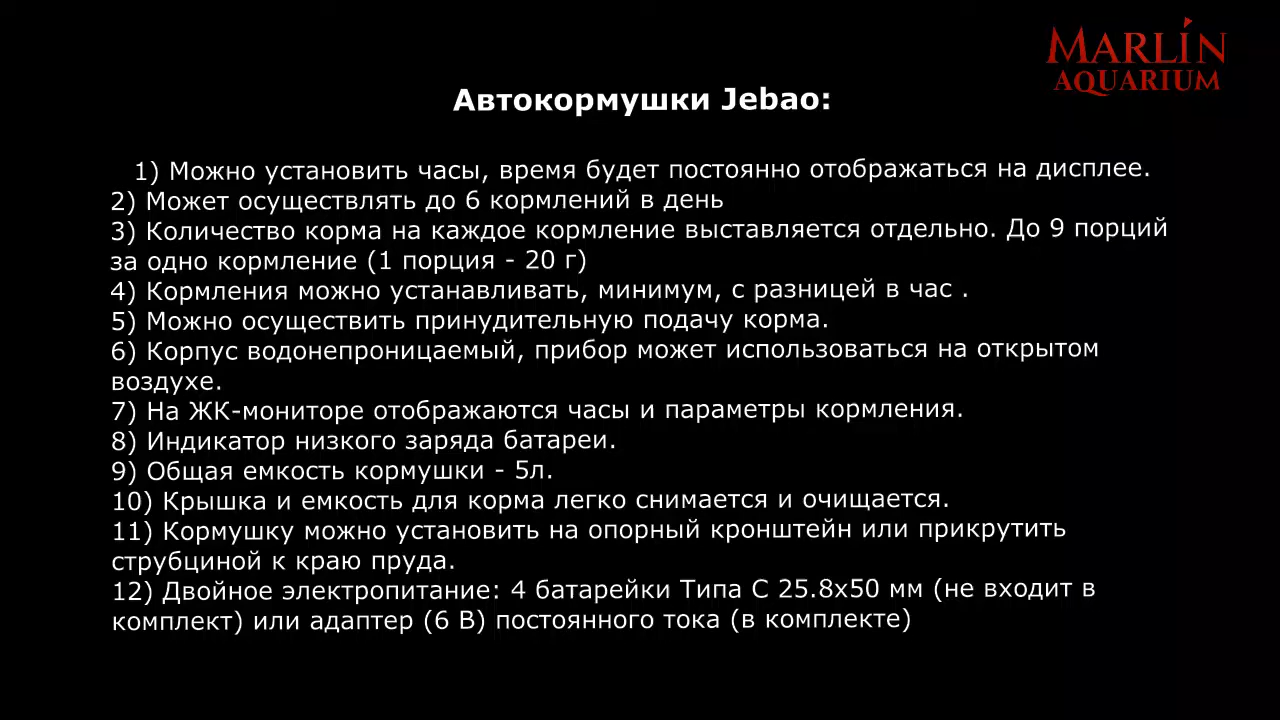 MARLIN
AQUARIUM
Автокормушки Jebao:
1) Можно установить часы, время будет постоянно отображаться на дисплее.
2) Может осуществлять до 6 кормлений в день
3) Количество корма на каждое кормление выставляется отдельно. До 9 порций
за одно кормление (1 порция - 20 г)
4) Кормления можно устанавливать, минимум, с разницей в час .
5) Можно осуществить принудительную подачу корма.
6) Корпус водонепроницаемый, прибор может использоваться на открытом
воздухе.
7) На ЖК-мониторе отображаются часы и параметры кормления.
8) Индикатор низкого заряда батареи.
9) Общая емкость кормушки - 5л.
10) Крышка и емкость для корма легко снимается и очищается.
11) Кормушку можно установить на опорный кронштейн или прикрутить
струбциной к краю пруда.
12) Двойное электропитание: 4 батарейки Типа С 25.8х50 мм (не входит в
комплект) или адаптер (6 В) постоянного тока (в комплекте)